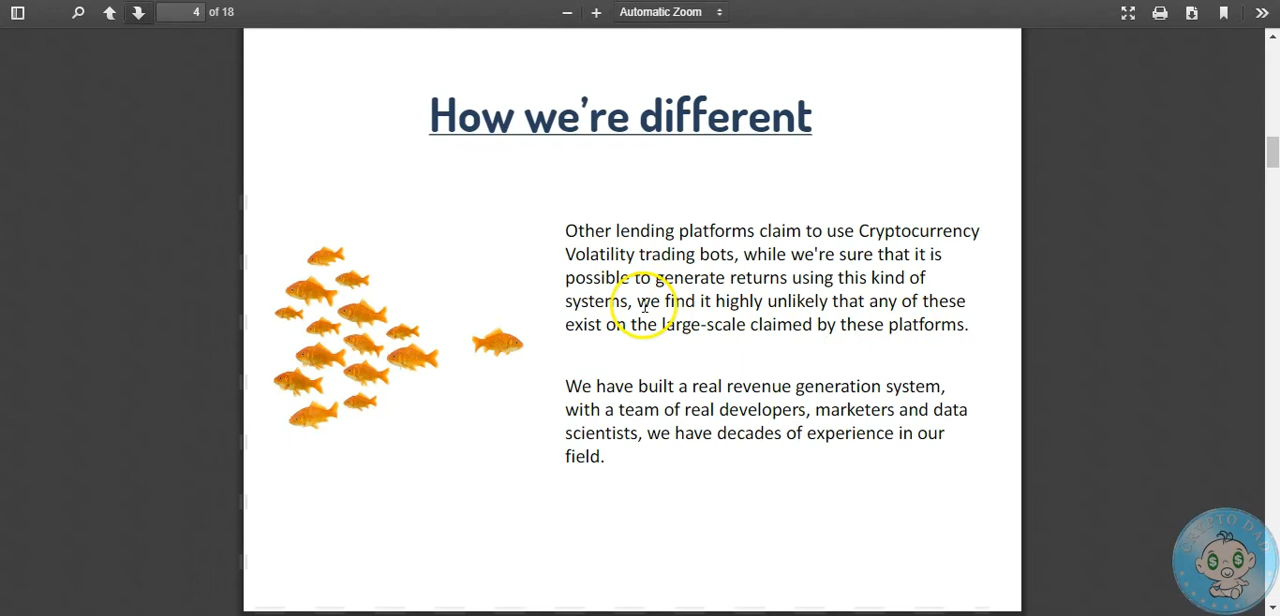 4 of 18
Automatic Zoom
How we're different
Other lending platforms claim to use Cryptocurrency
Volatility trading bots, while we're sure that it is
possible to generate returns using this kind of
systems, we find it highly unlikely that any of these
exist on the large-scale claimed by these platforms.
We have built a real revenue generation system,
with a team of real developers, marketers and data
scientists, we have decades of experience in our
field.
CRYPTO DAD